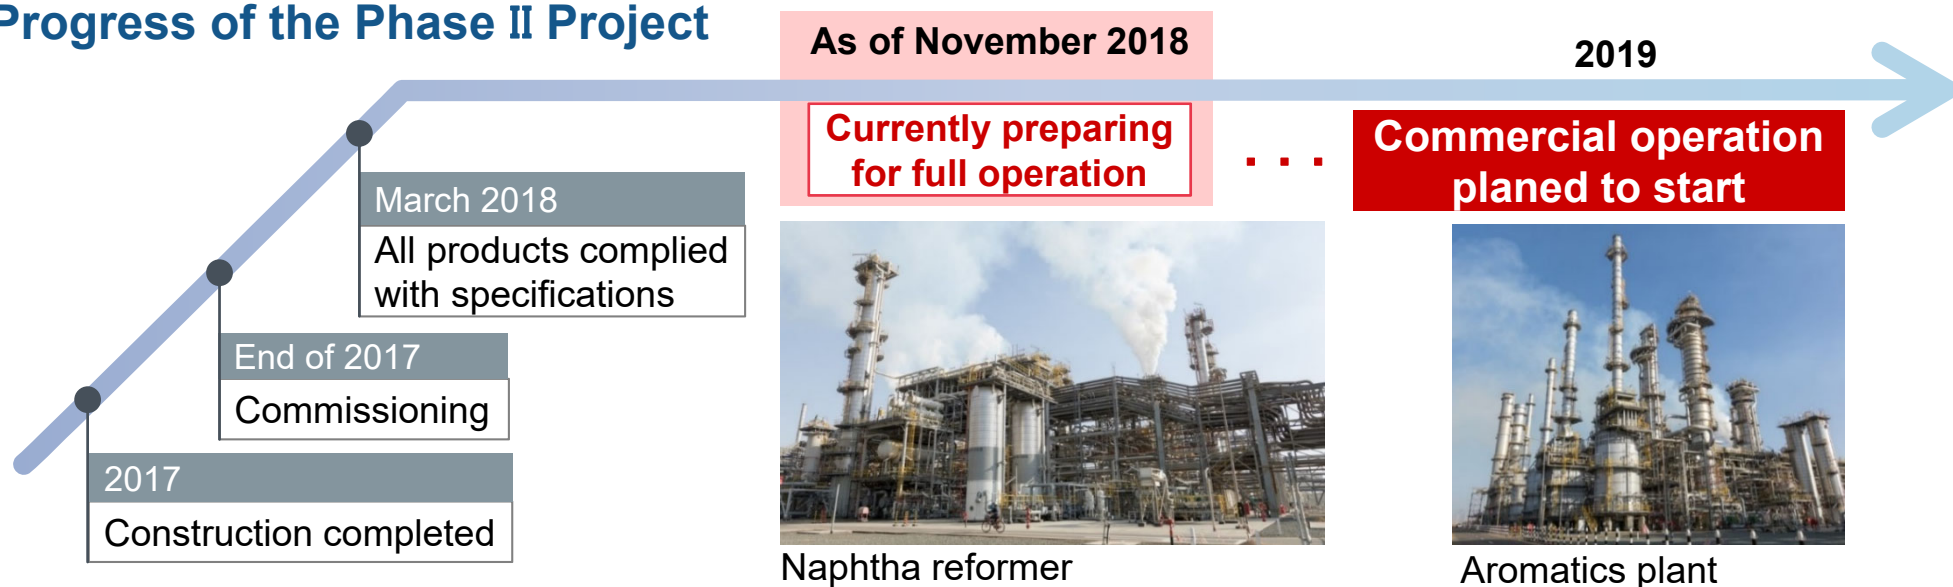 Progress of the Phase II Project
As of November 2018
2019
Currently preparing
for full operation
. . .
Commercial operation
planed to start
March 2018
All products complied
with specifications
End of 2017
Commissioning
2017
Construction completed
Naphtha reformer
Aromatics plant